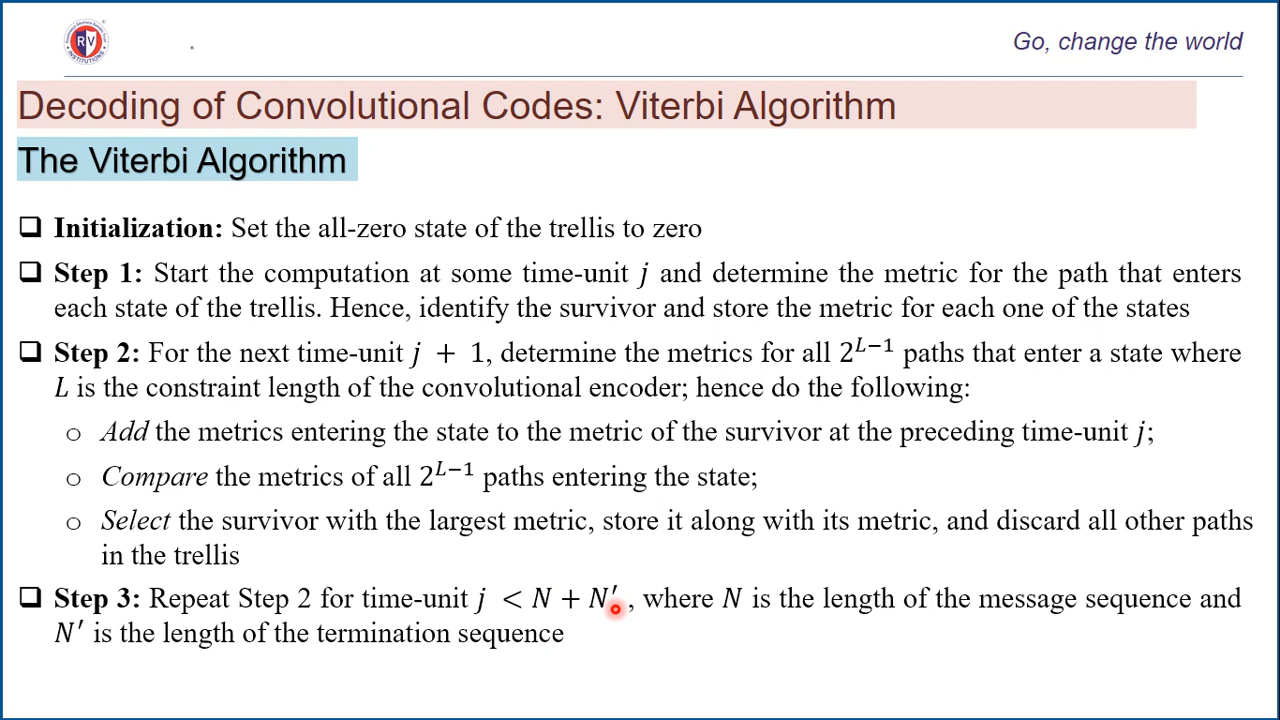 RV
INSTITUTIONS
Go, change the world
Decoding of Convolutional Codes: Viterbi Algorithm
The Viterbi Algorithm
❑ Initialization: Set the all-zero state of the trellis to zero
❑ Step 1: Start the computation at some time-unit j and determine the metric for the path that enters
each state of the trellis. Hence, identify the survivor and store the metric for each one of the states
❑ Step 2: For the next time-unit j + 1, determine the metrics for all 2^{L−1} paths that enter a state where
L is the constraint length of the convolutional encoder; hence do the following:
o Add the metrics entering the state to the metric of the survivor at the preceding time-unit j;
o Compare the metrics of all 2^{L−1} paths entering the state;
o Select the survivor with the largest metric, store it along with its metric, and discard all other paths
in the trellis
❑ Step 3: Repeat Step 2 for time-unit j < N + N′ , where N is the length of the message sequence and
N′ is the length of the termination sequence